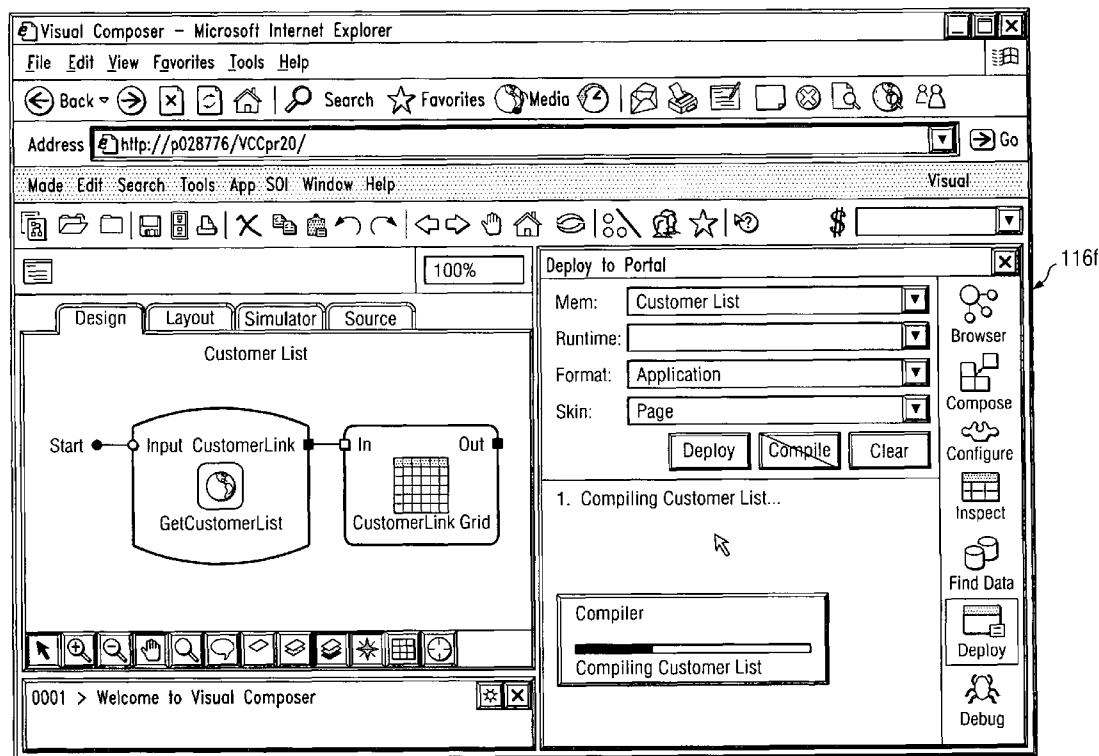 Visual Composer – Microsoft Internet Explorer
File Edit View Favorites Tools Help
Back Search Favorites Media
Address http://p028776/VCCpr20/ Go
Made Edit Search Tools App SOI Window Help Visual
$
100%
Design Layout Simulator Source
Customer List
Start Input CustomerLink In Out
GetCustomerList CustomerLink Grid
0001 > Welcome to Visual Composer
Deploy to Portal
Mem: Customer List
Runtime:
Format: Application
Skin: Page
Deploy Compile Clear
1. Compiling Customer List...
Compiler
Compiling Customer List
Browser
Compose
Configure
Inspect
Find Data
Deploy
Debug
116f